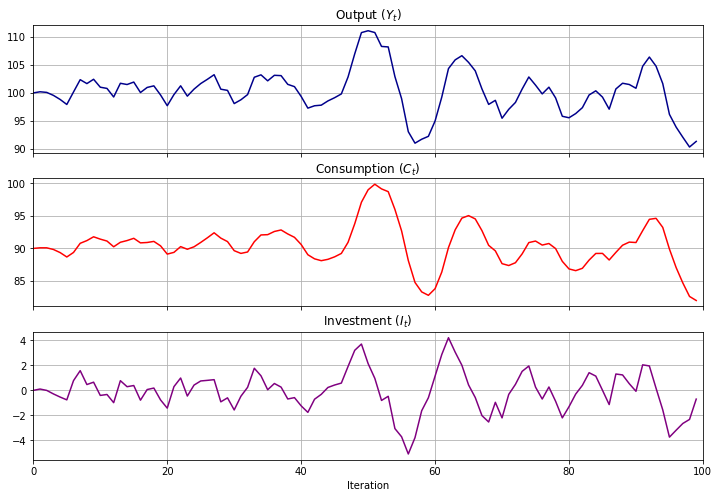 Output (Y_t)
110
105
100
95
90
Consumption (C_t)
100
95
90
85
Investment (I_t)
4
2
0
−2
−4
0 20 40 60 80 100
Iteration